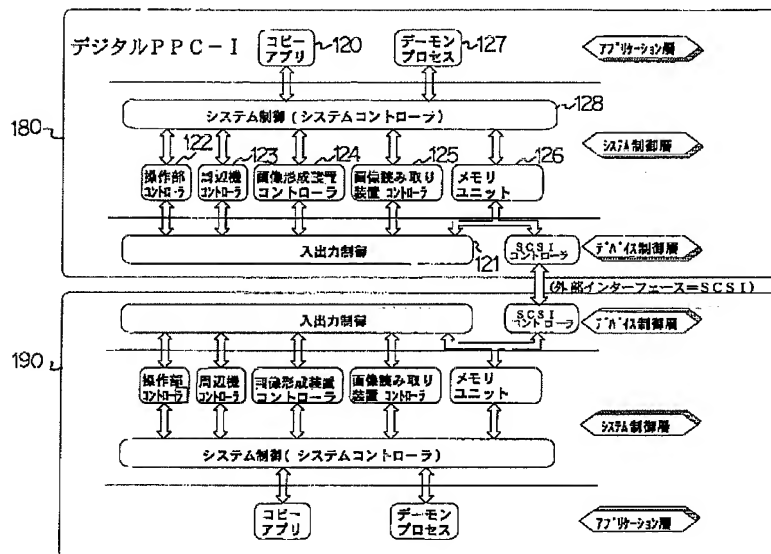 デジタルPPC-I
コピー
アプリ
120
デーモン
プロセス
127
アプリケーション層
180
システム制御(システムコントローラ)
128
システム制御層
122
123
124
125
126
操作部
コントローラ
周辺機
コントローラ
画像形成装置
コントローラ
画像読み取り
装置 コントローラ
メモリ
ユニット
入出力制御
121
SCSI
コントローラ
デバイス制御層
(外部インターフェース=SCSI)
190
入出力制御
SCSI
コントローラ
デバイス制御層
操作部
コントローラ
周辺機
コントローラ
画像形成装置
コントローラ
画像読み取り
装置 コントローラ
メモリ
ユニット
システム制御層
システム制御(システムコントローラ)
コピー
アプリ
デーモン
プロセス
アプリケーション層